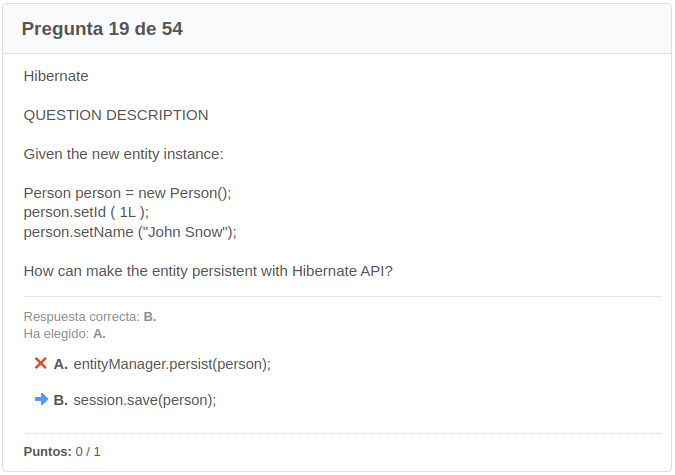 Pregunta 19 de 54
Hibernate
QUESTION DESCRIPTION
Given the new entity instance:
Person person = new Person();
person.setId ( 1L );
person.setName ("John Snow");
How can make the entity persistent with Hibernate API?
Respuesta correcta: B.
Ha elegido: A.
A. entityManager.persist(person);
B. session.save(person);
Puntos: 0 / 1